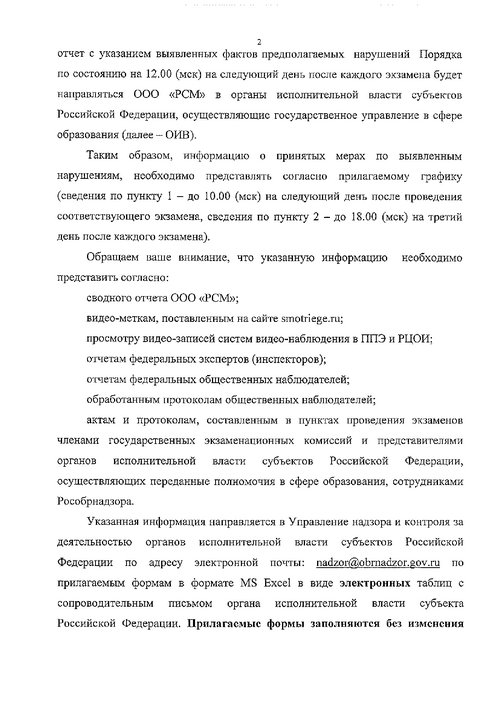 2
отчет с указанием выявленных фактов предполагаемых нарушений Порядка
по состоянию на 12.00 (мск) на следующий день после каждого экзамена будет
направляться ООО «РСМ» в органы исполнительной власти субъектов
Российской Федерации, осуществляющие государственное управление в сфере
образования (далее – ОИВ).
Таким образом, информацию о принятых мерах по выявленным
нарушениям, необходимо представлять согласно прилагаемому графику
(сведения по пункту 1 – до 10.00 (мск) на следующий день после проведения
соответствующего экзамена, сведения по пункту 2 – до 18.00 (мск) на третий
день после каждого экзамена).
Обращаем ваше внимание, что указанную информацию необходимо
представить согласно:
сводного отчета ООО «РСМ»;
видео-меткам, поставленным на сайте smotriege.ru;
просмотру видео-записей систем видео-наблюдения в ППЭ и РЦОИ;
отчетам федеральных экспертов (инспекторов);
отчетам федеральных общественных наблюдателей;
обработанным протоколам общественных наблюдателей;
актам и протоколам, составленным в пунктах проведения экзаменов
членами государственных экзаменационных комиссий и представителями
органов исполнительной власти субъектов Российской Федерации,
осуществляющих переданные полномочия в сфере образования, сотрудниками
Рособрнадзора.
Указанная информация направляется в Управление надзора и контроля за
деятельностью органов исполнительной власти субъектов Российской
Федерации по адресу электронной почты: nadzor@obrnadzor.gov.ru по
прилагаемым формам в формате MS Excel в виде электронных таблиц с
сопроводительным письмом органа исполнительной власти субъекта
Российской Федерации. Прилагаемые формы заполняются без изменения